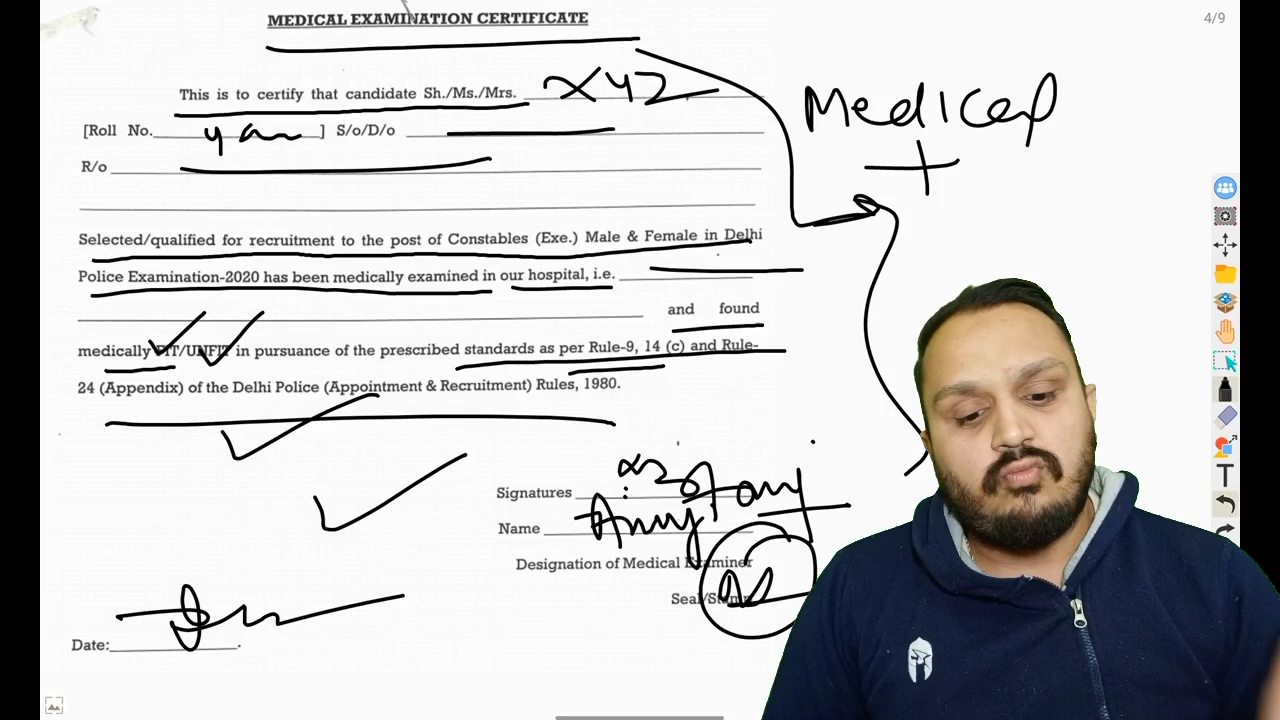 4/9
MEDICAL EXAMINATION CERTIFICATE
This is to certify that candidate Sh./Ms./Mrs. XYZ
[Roll No. ] S/o/D/o
R/o
Selected/qualified for recruitment to the post of Constables (Exe.) Male & Female in Delhi
Police Examination-2020 has been medically examined in our hospital, i.e.
and found
medically FIT/UNFIT in pursuance of the prescribed standards as per Rule-9, 14 (c) and Rule-
24 (Appendix) of the Delhi Police (Appointment & Recruitment) Rules, 1980.
Signatures
Name
Designation of Medical Examiner
Seal/Stamp
Date: .
Medical
+
T